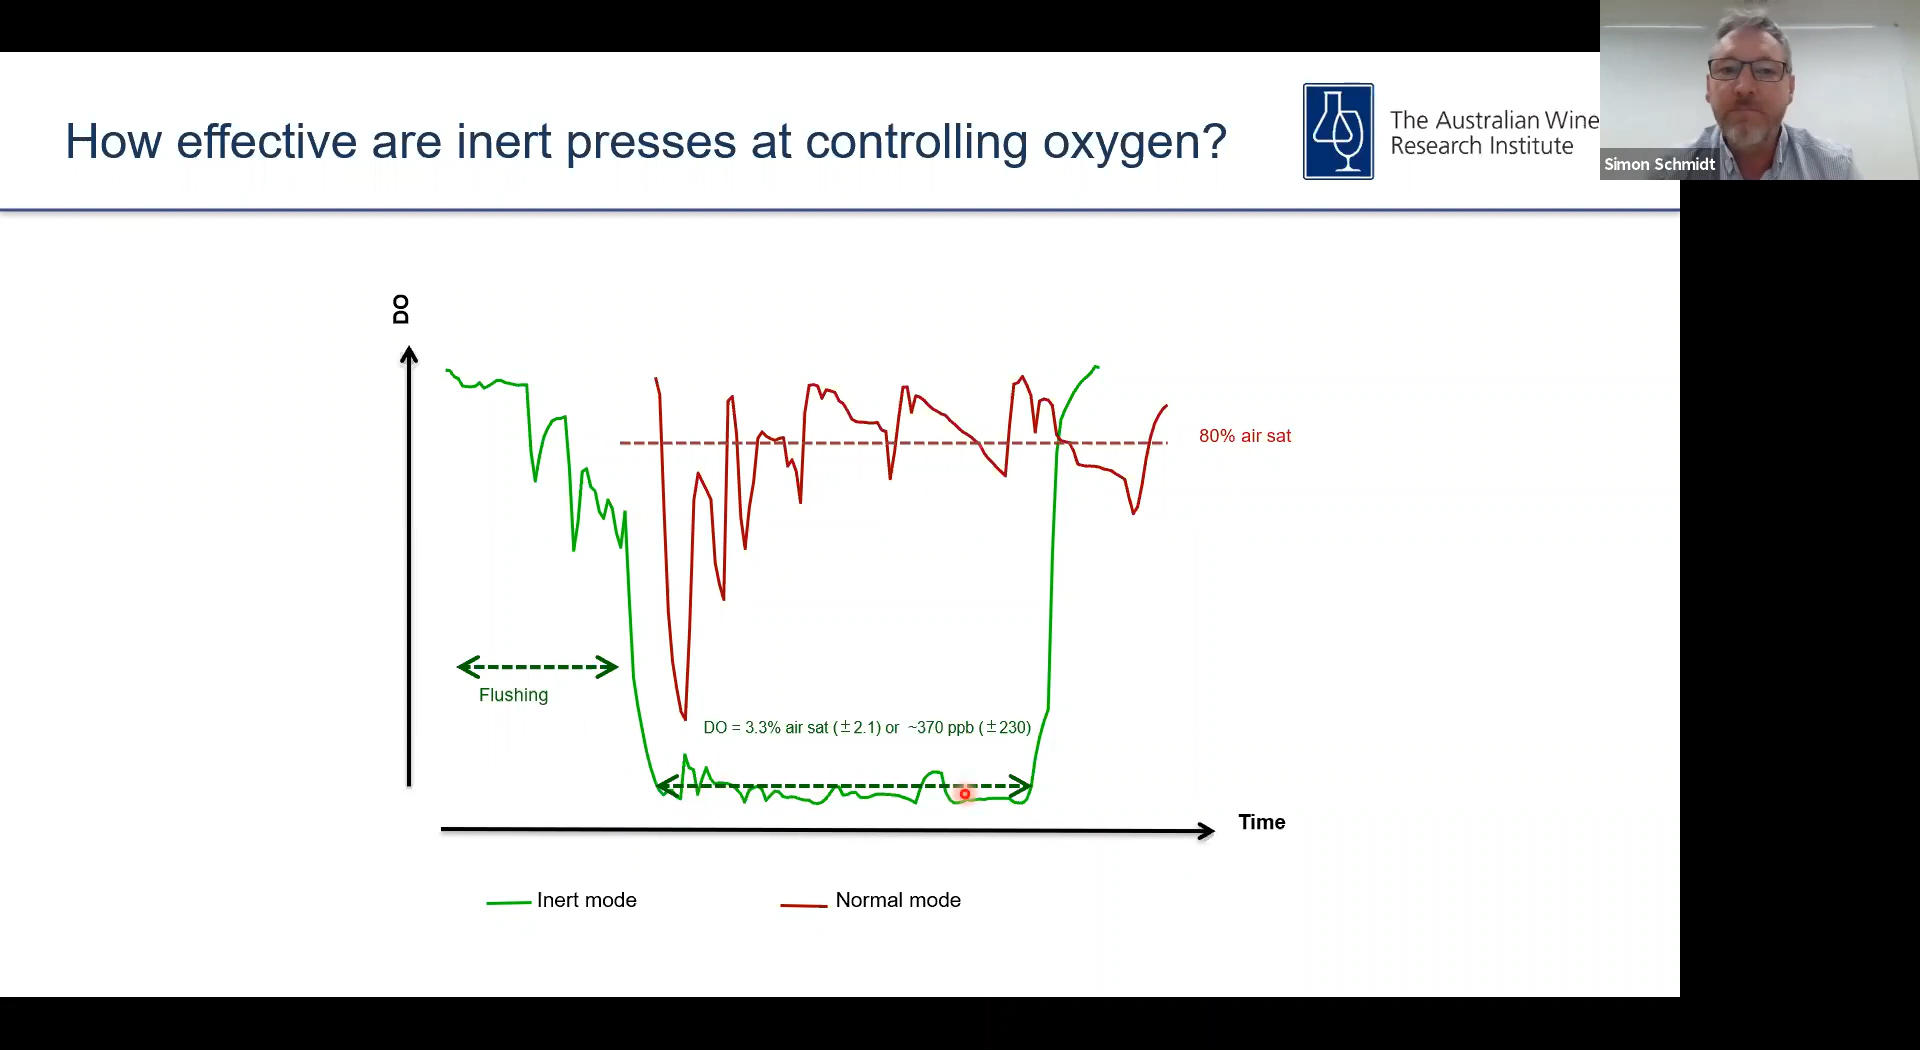 How effective are inert presses at controlling oxygen?
The Australian Wine
Research Institute
Simon Schmidt
DO
80% air sat
Flushing
DO = 3.3% air sat (±2.1) or ~370 ppb (±230)
Time
Inert mode
Normal mode